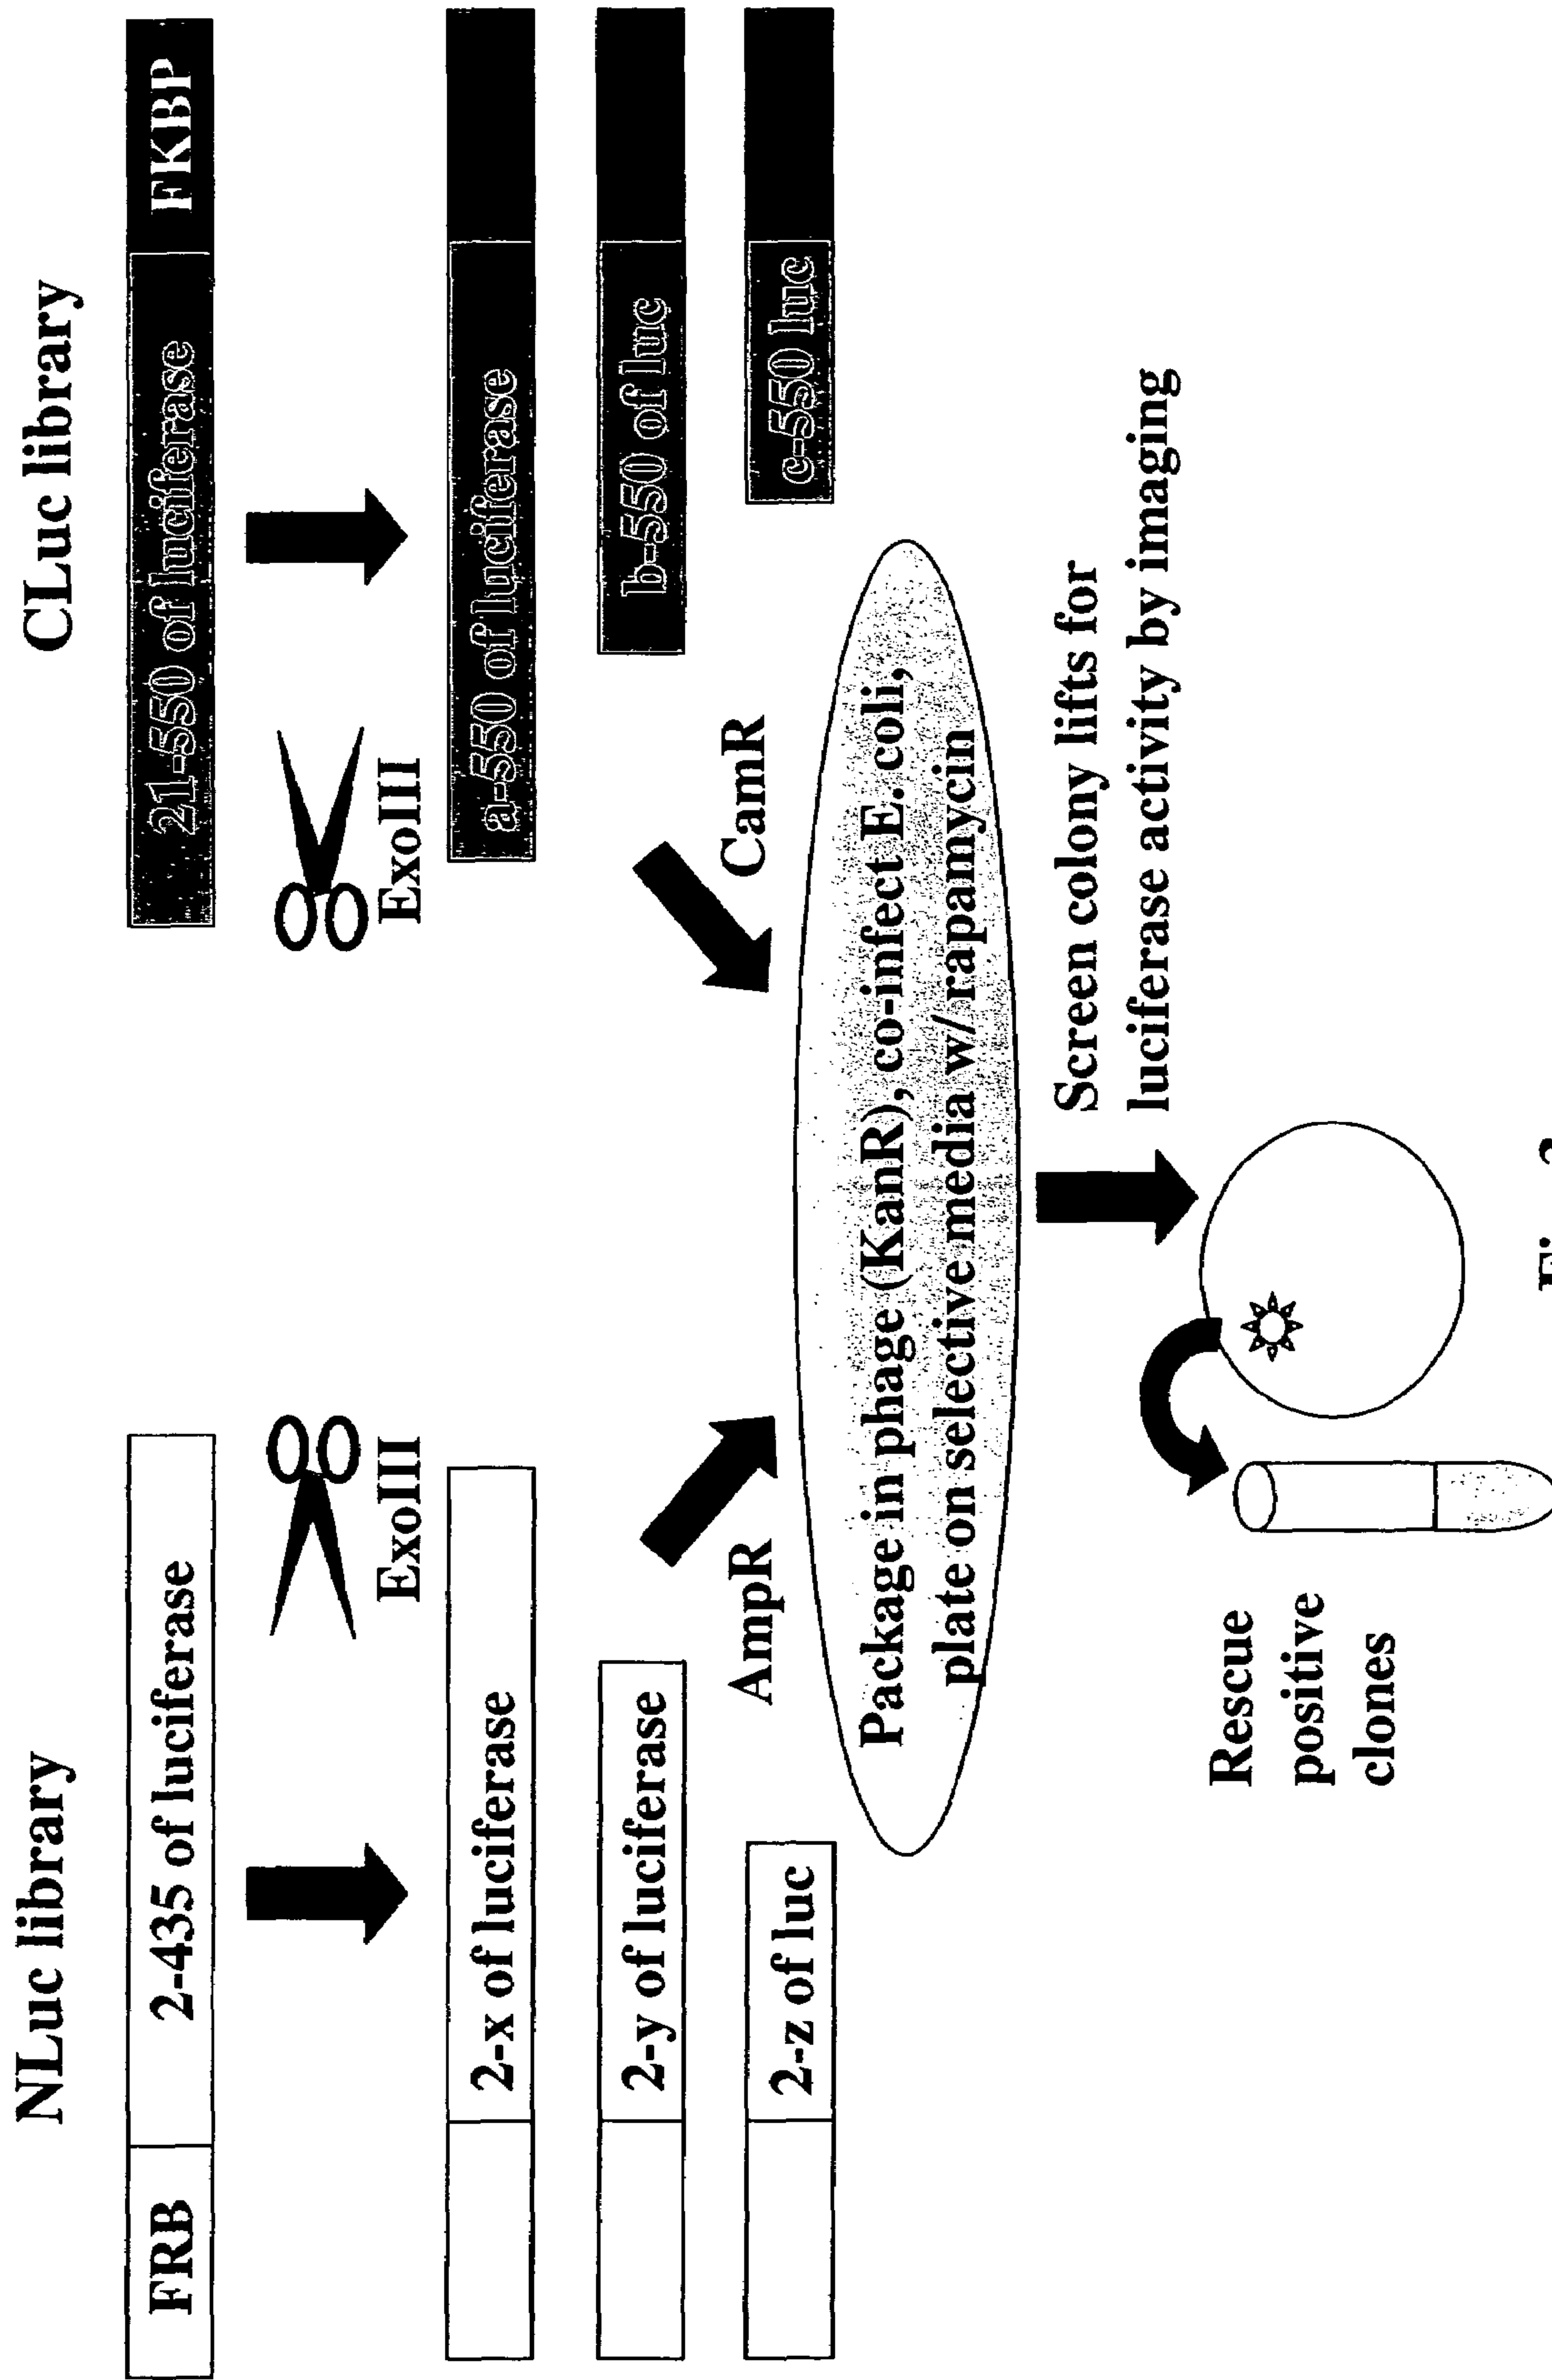 NLuc library
CLuc library
FRB
2-435 of luciferase
21-550 of luciferase
FKBP
ExoIII
ExoIII
2-x of luciferase
a-550 of luciferase
2-y of luciferase
b-550 of luc
2-z of luc
c-550 luc
AmpR
CamR
Package in phage (KanR), co-infect E. coli,
plate on selective media w/ rapamycin
Screen colony lifts for
luciferase activity by imaging
Rescue
positive
clones